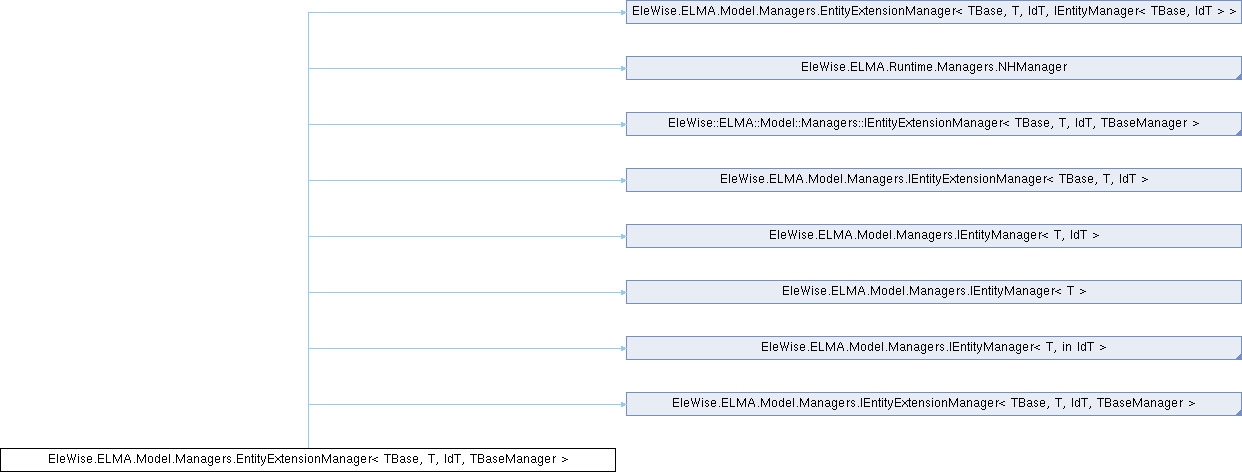 EleWise.ELMA.Model.Managers.EntityExtensionManager< TBase, T, IdT, IEntityManager< TBase, IdT > >
EleWise.ELMA.Runtime.Managers.NHManager
EleWise::ELMA::Model::Managers::IEntityExtensionManager< TBase, T, IdT, TBaseManager >
EleWise.ELMA.Model.Managers.IEntityExtensionManager< TBase, T, IdT >
EleWise.ELMA.Model.Managers.IEntityManager< T, IdT >
EleWise.ELMA.Model.Managers.IEntityManager< T >
EleWise.ELMA.Model.Managers.IEntityManager< T, in IdT >
EleWise.ELMA.Model.Managers.IEntityExtensionManager< TBase, T, IdT, TBaseManager >
EleWise.ELMA.Model.Managers.EntityExtensionManager< TBase, T, IdT, TBaseManager >